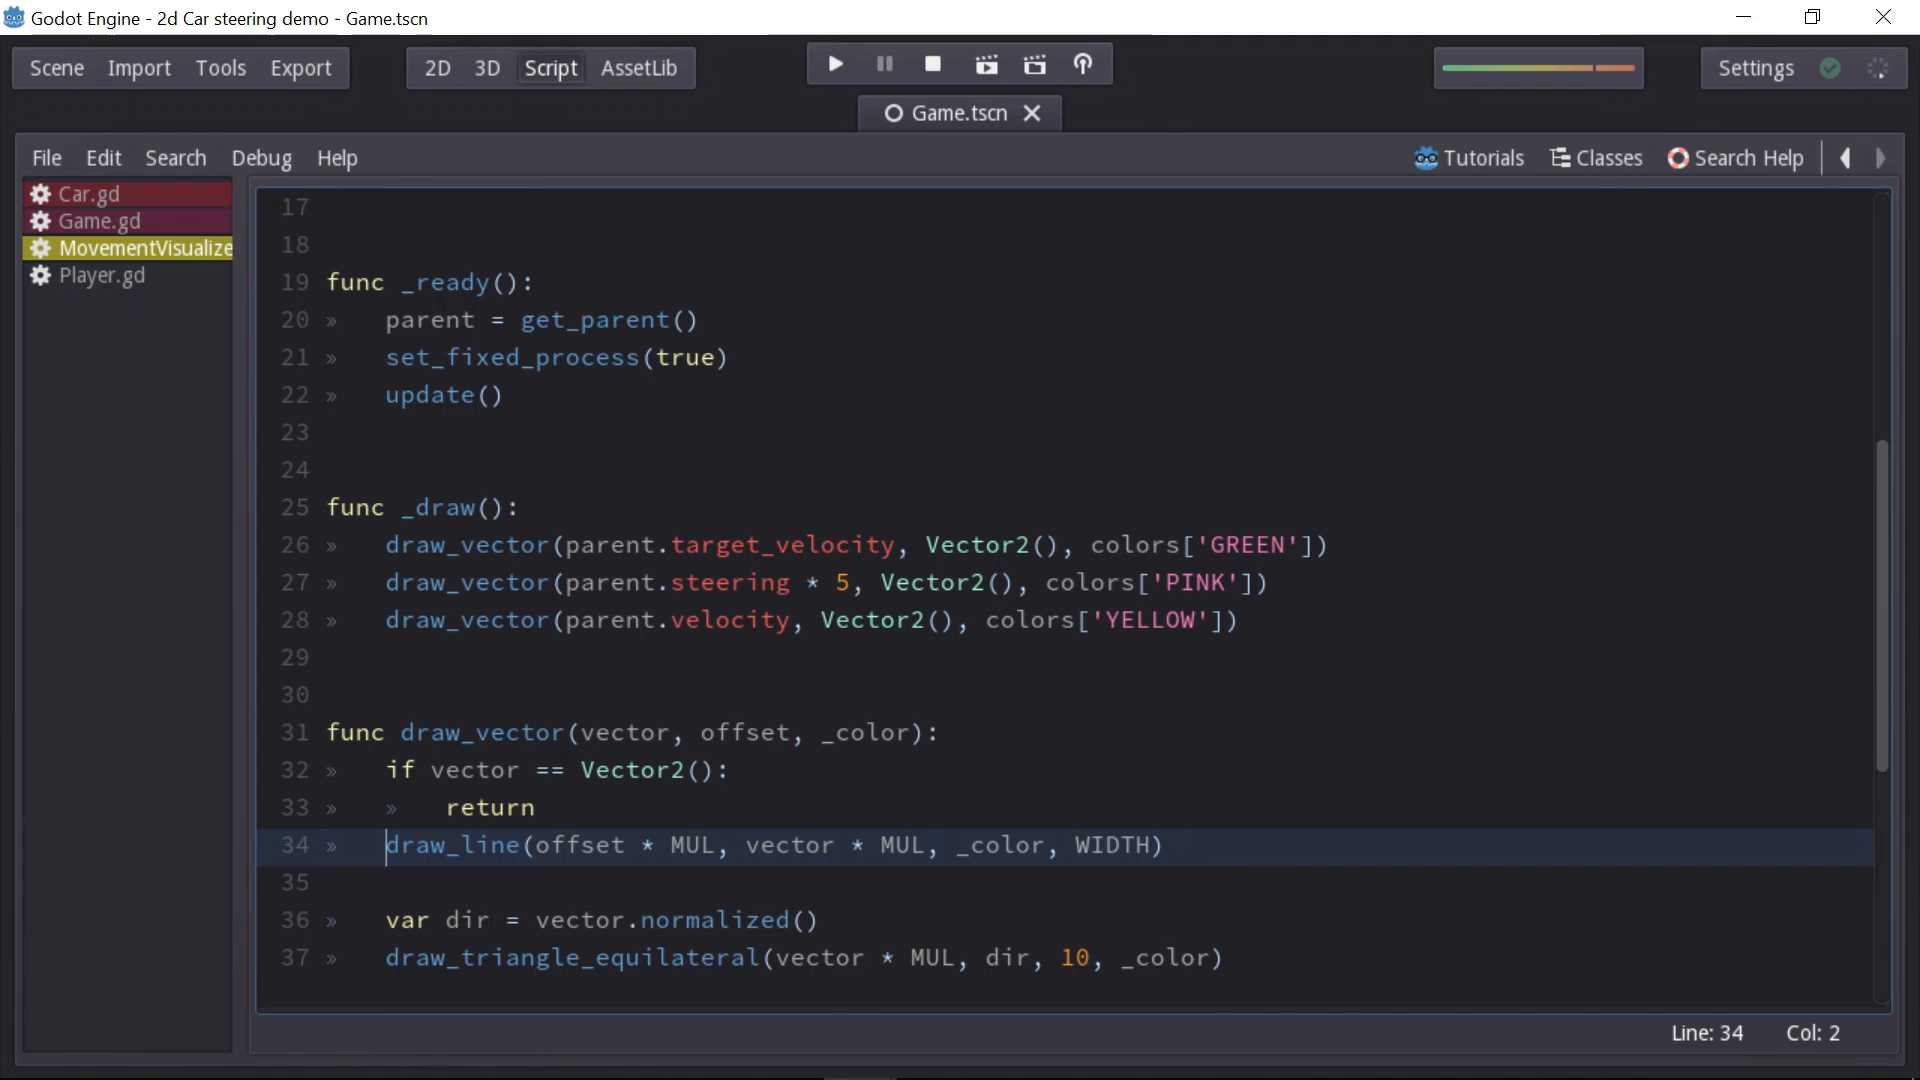 Godot Engine - 2d Car steering demo - Game.tscn
Scene Import Tools Export 2D 3D Script AssetLib Settings
Game.tscn
File Edit Search Debug Help Tutorials Classes Search Help
Car.gd
Game.gd
MovementVisualize
Player.gd
17
18
19 func _ready():
20 » parent = get_parent()
21 » set_fixed_process(true)
22 » update()
23
24
25 func _draw():
26 » draw_vector(parent.target_velocity, Vector2(), colors['GREEN'])
27 » draw_vector(parent.steering * 5, Vector2(), colors['PINK'])
28 » draw_vector(parent.velocity, Vector2(), colors['YELLOW'])
29
30
31 func draw_vector(vector, offset, _color):
32 » if vector == Vector2():
33 » » return
34 » draw_line(offset * MUL, vector * MUL, _color, WIDTH)
35
36 » var dir = vector.normalized()
37 » draw_triangle_equilateral(vector * MUL, dir, 10, _color)
Line: 34 Col: 2